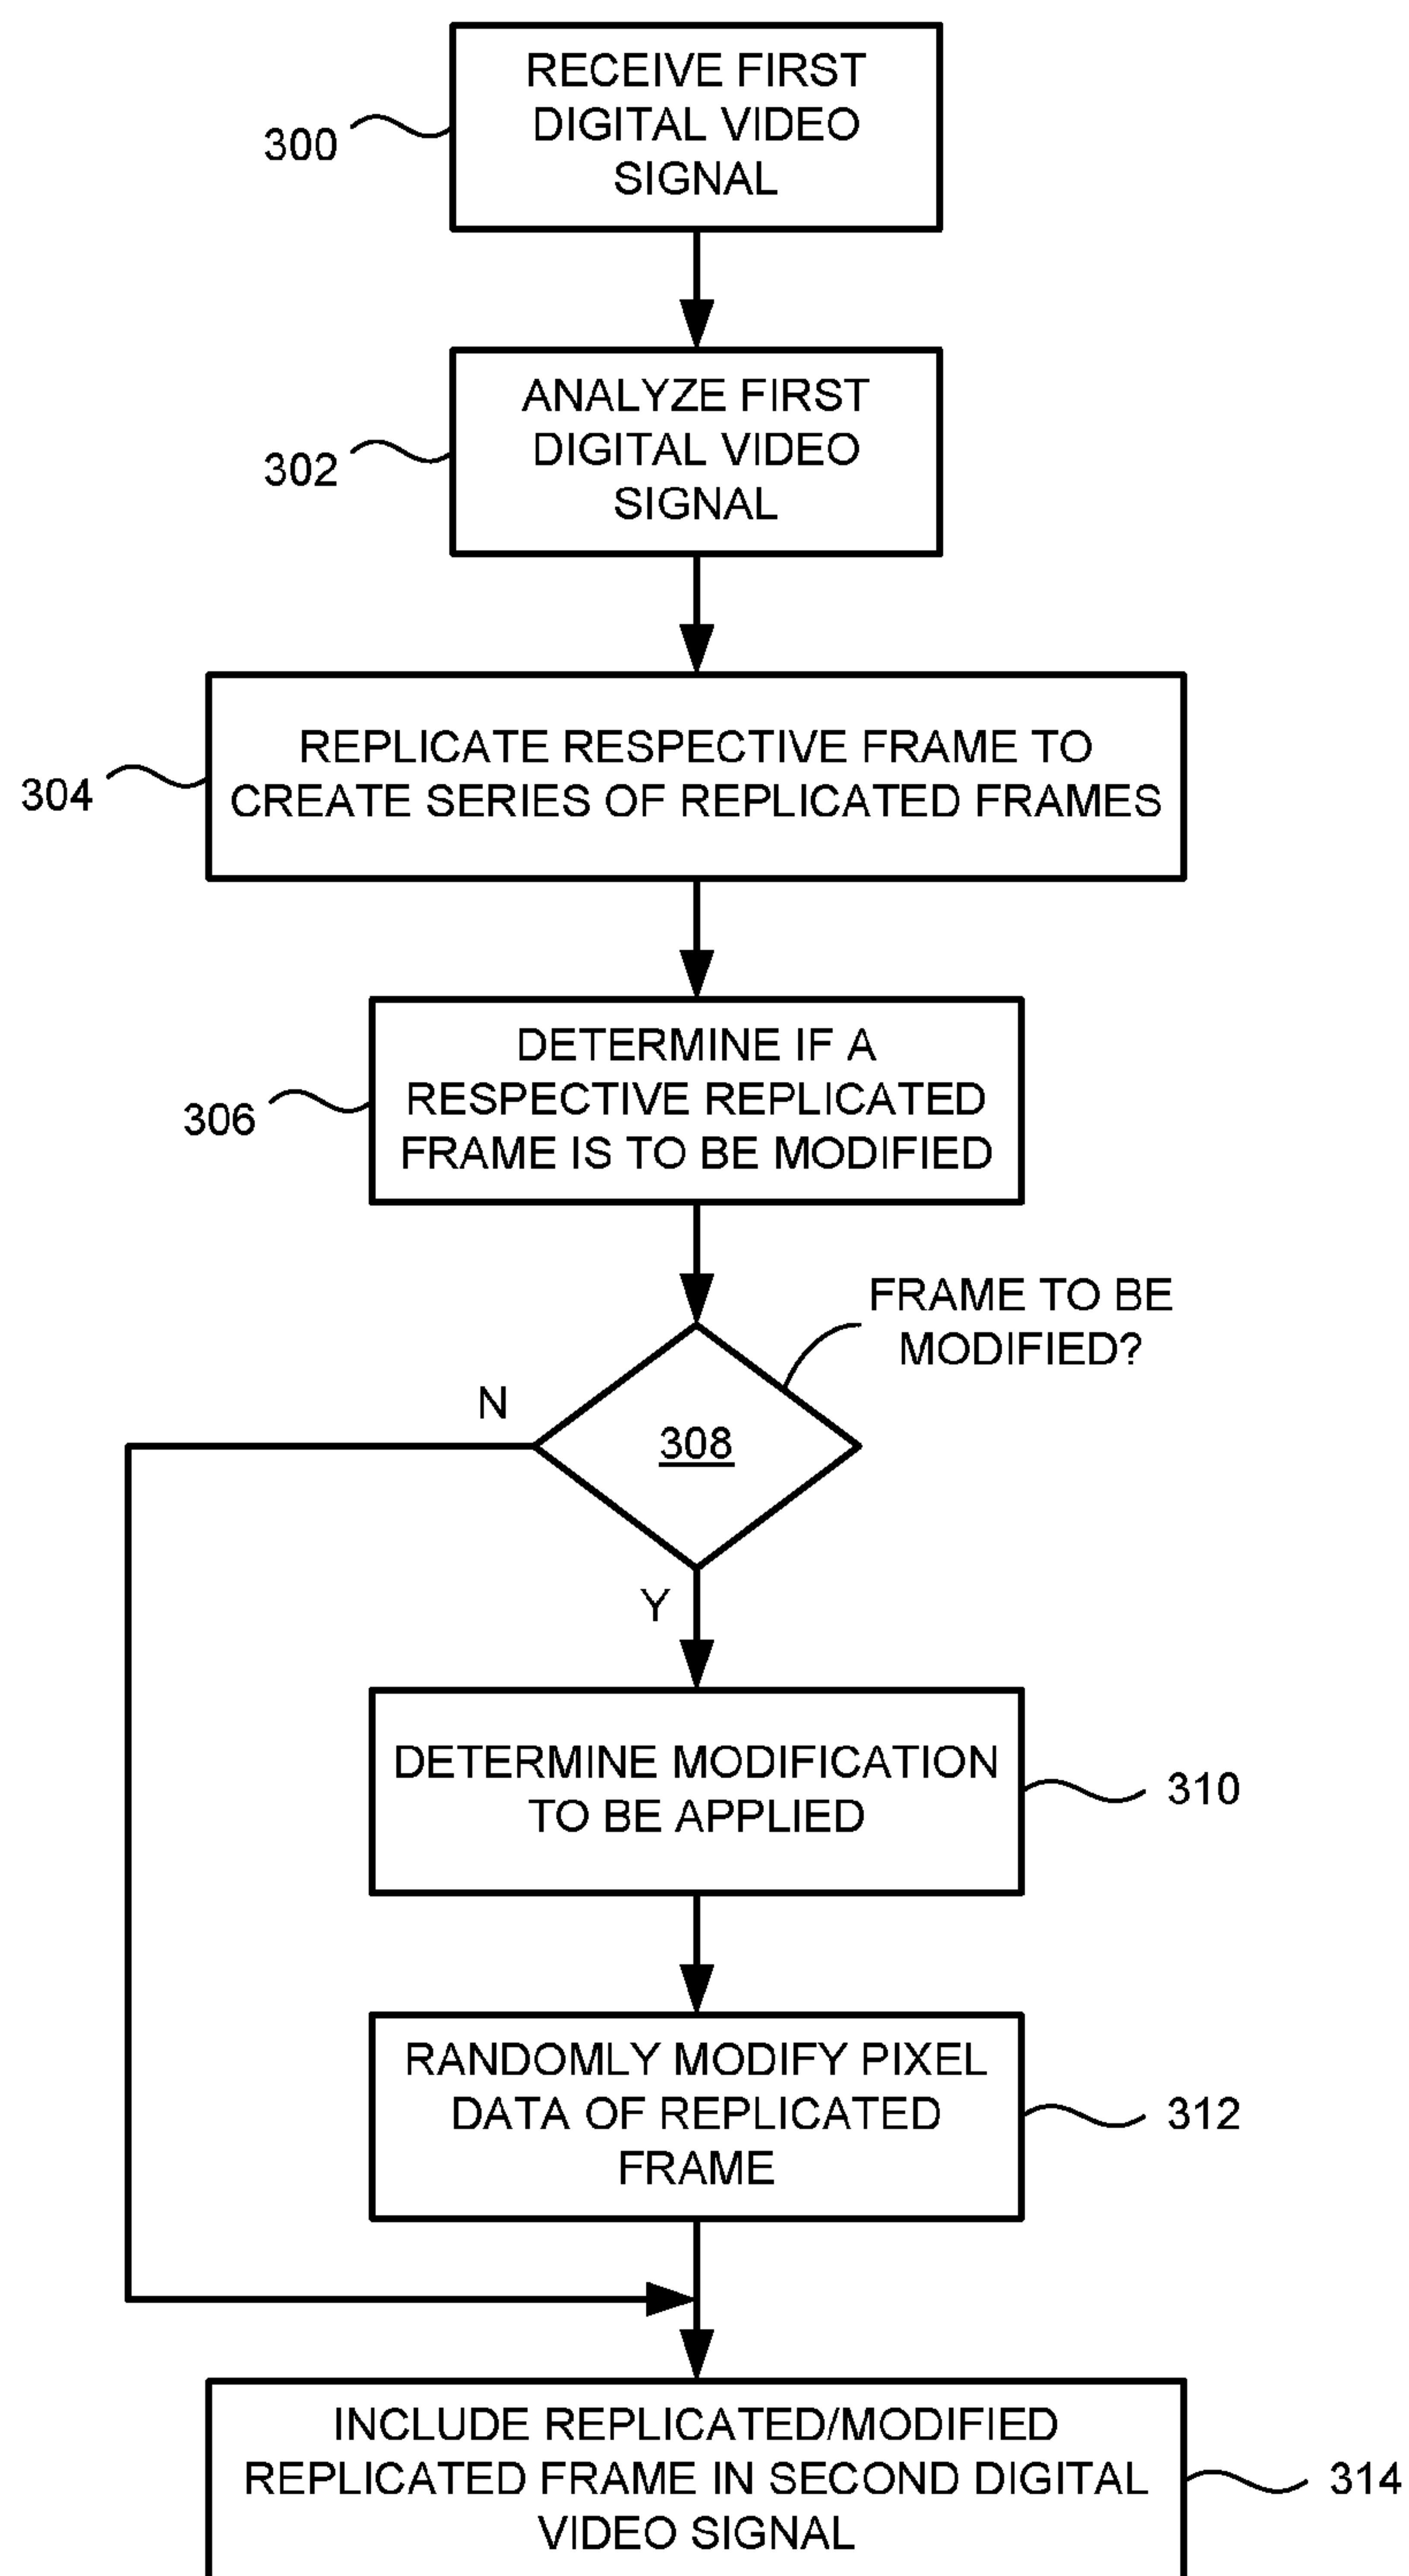 RECEIVE FIRST
DIGITAL VIDEO
SIGNAL
300
ANALYZE FIRST
DIGITAL VIDEO
SIGNAL
302
REPLICATE RESPECTIVE FRAME TO
CREATE SERIES OF REPLICATED FRAMES
304
DETERMINE IF A
RESPECTIVE REPLICATED
FRAME IS TO BE MODIFIED
306
FRAME TO BE
MODIFIED?
N
308
Y
DETERMINE MODIFICATION
TO BE APPLIED
310
RANDOMLY MODIFY PIXEL
DATA OF REPLICATED
FRAME
312
INCLUDE REPLICATED/MODIFIED
REPLICATED FRAME IN SECOND DIGITAL
VIDEO SIGNAL
314